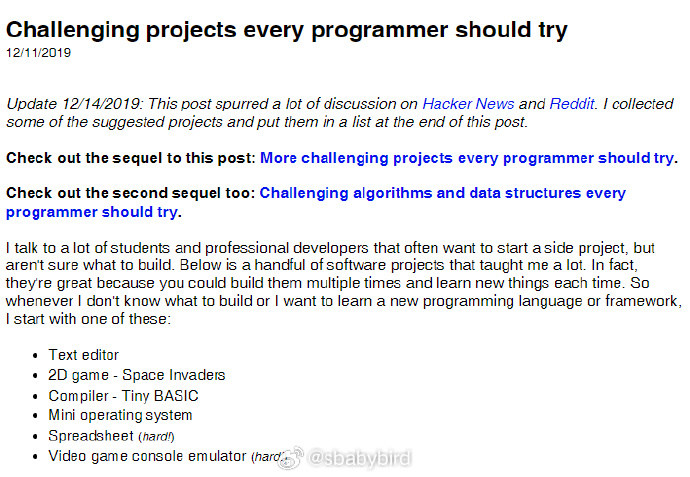 Challenging projects every programmer should try
12/11/2019
Update 12/14/2019: This post spurred a lot of discussion on Hacker News and Reddit. I collected
some of the suggested projects and put them in a list at the end of this post.
Check out the sequel to this post: More challenging projects every programmer should try.
Check out the second sequel too: Challenging algorithms and data structures every
programmer should try.
I talk to a lot of students and professional developers that often want to start a side project, but
aren't sure what to build. Below is a handful of software projects that taught me a lot. In fact,
they're great because you could build them multiple times and learn new things each time. So
whenever I don't know what to build or I want to learn a new programming language or framework,
I start with one of these:
• Text editor
• 2D game - Space Invaders
• Compiler - Tiny BASIC
• Mini operating system
• Spreadsheet (hard!)
• Video game console emulator (hard!)
@sbabybird